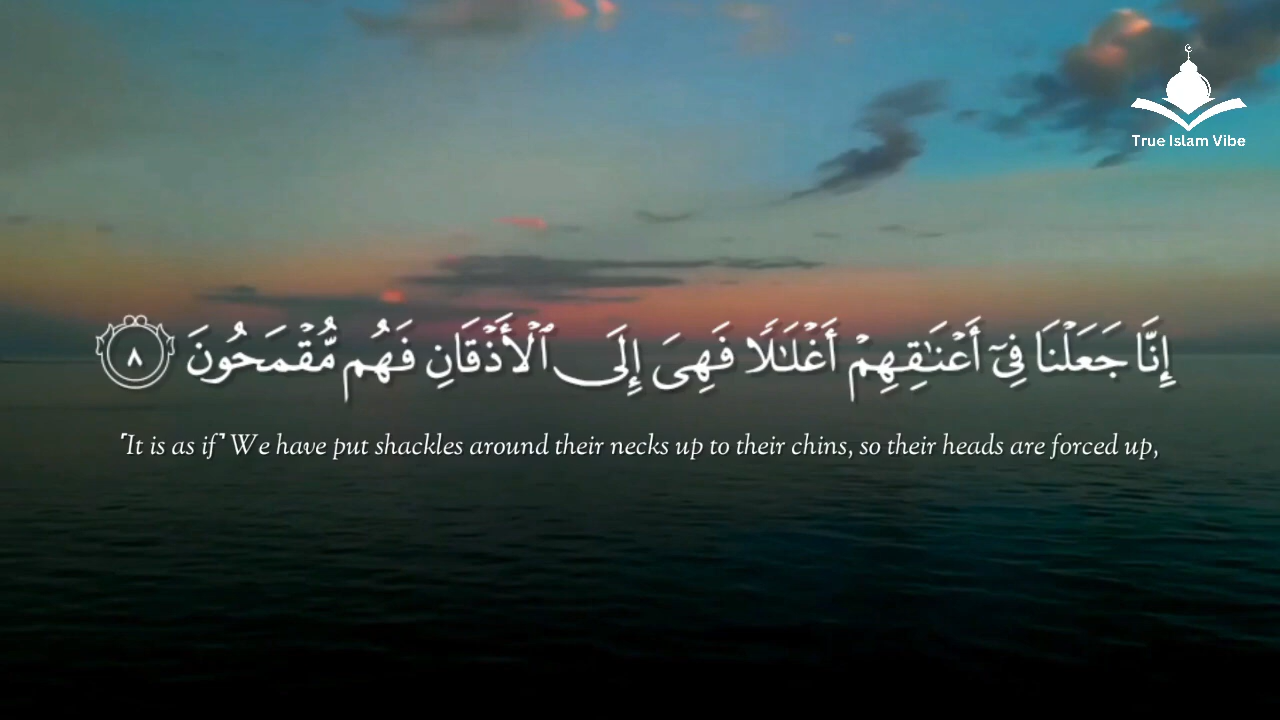 True Islam Vibe
إِنَّا جَعَلْنَا فِىٓ أَعْنَـٰقِهِمْ أَغْلَـٰلًا فَهِىَ إِلَى ٱلْأَذْقَانِ فَهُم مُّقْمَحُونَ ٨
"It is as if" We have put shackles around their necks up to their chins, so their heads are forced up,